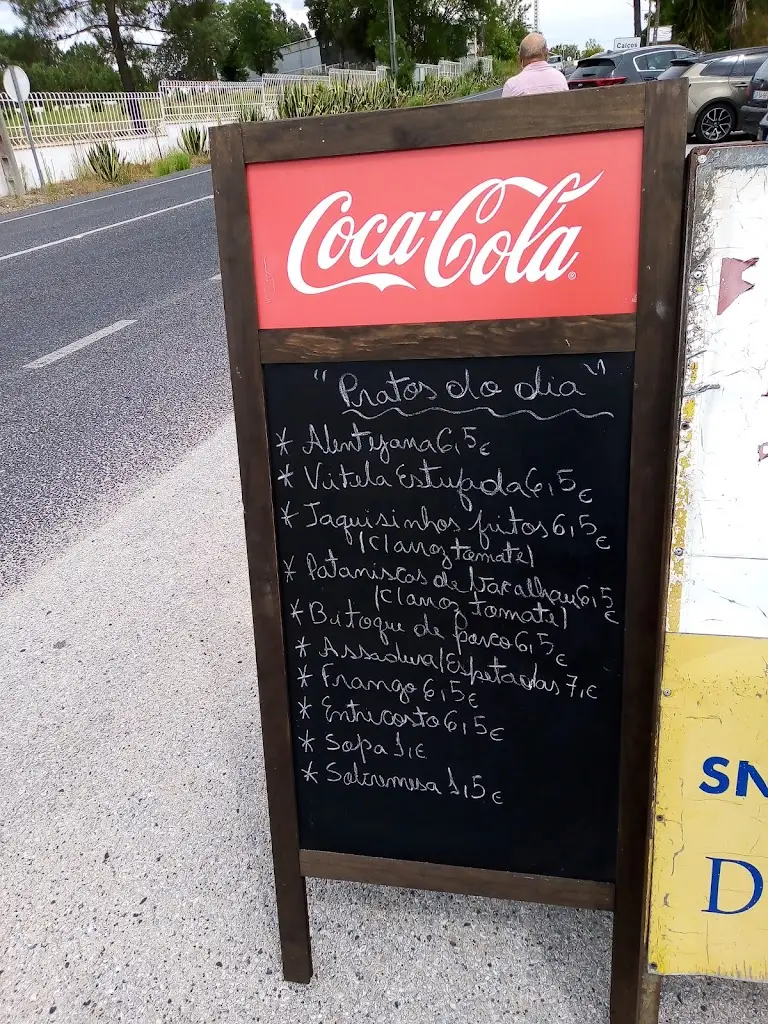 Caiços
Coca-Cola
"Pratos do dia"
* Alentejana 6,5€
* Vitela Estufada 6,5€
* Jaquisinhos fritos 6,5€
(c/arroz tomate)
* Pataniscas de Bacalhau 6,5€
(c/arroz tomate)
* Bitoque de porco 6,5€
* Assadura/Espetadas 7,€
* Frango 6,5€
* Entrecosto 6,5€
* Sopa 1,€
* Sobremesa 1,5€
SN
D